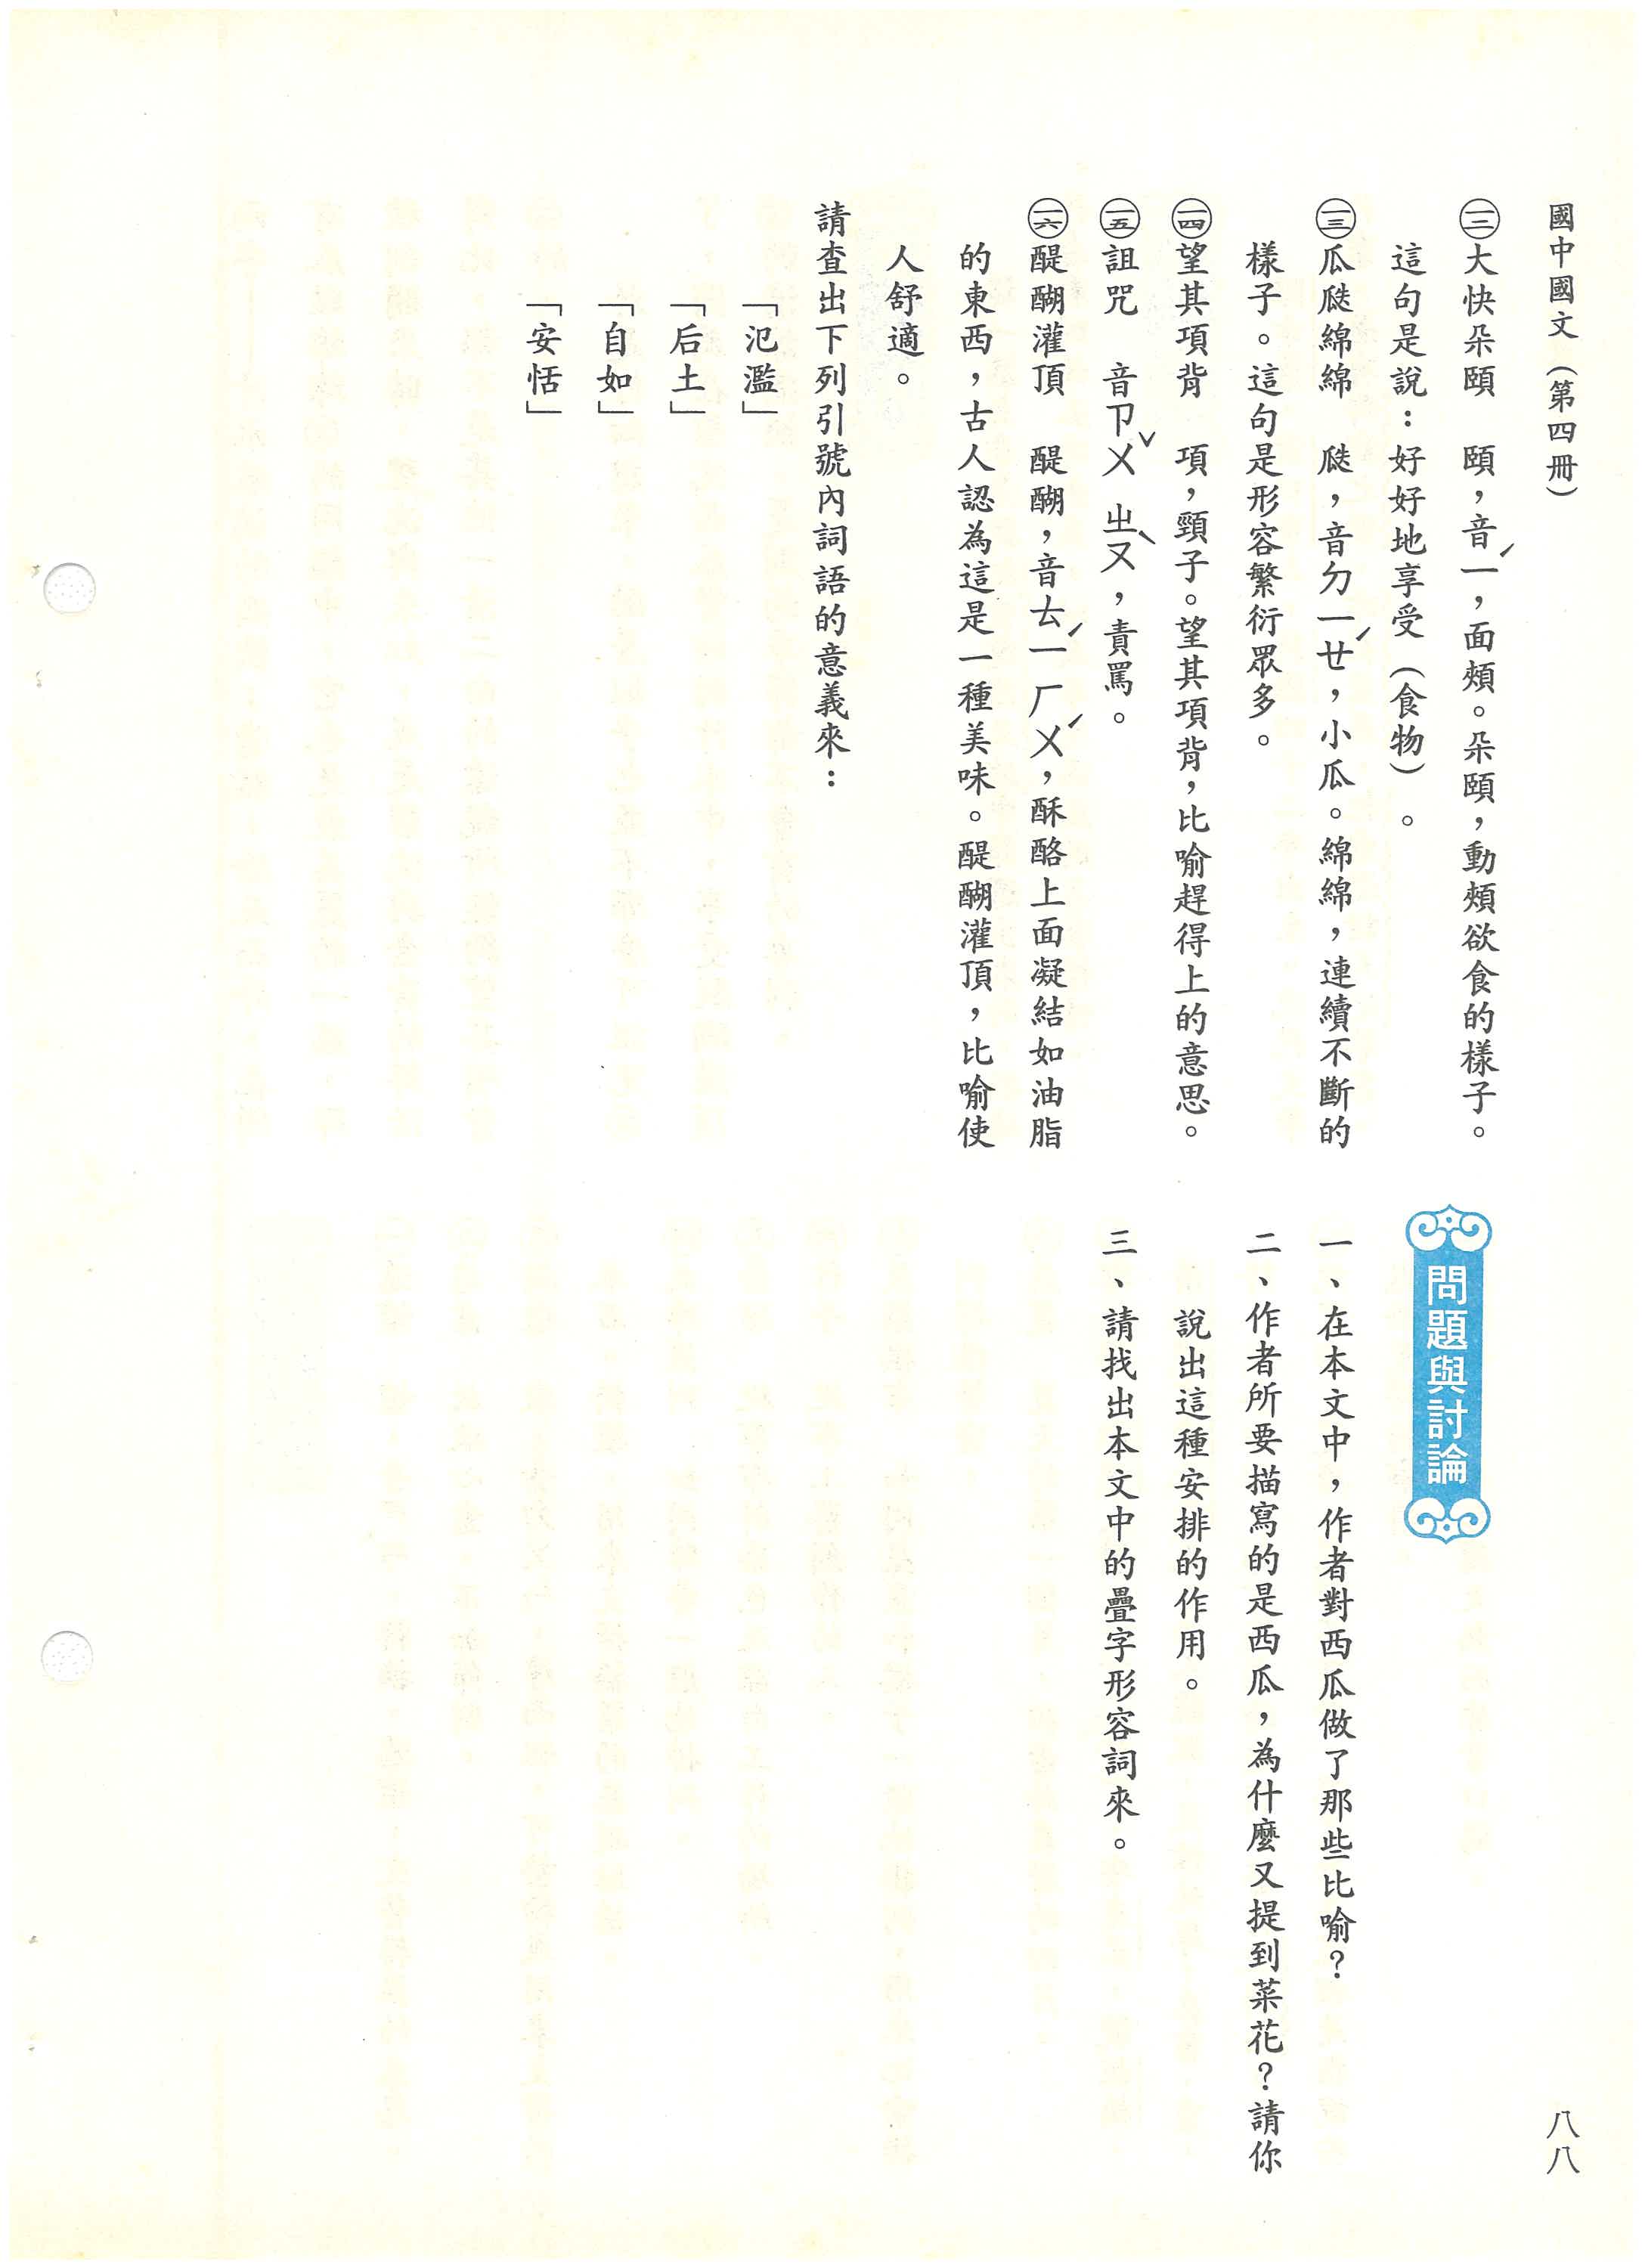 國中國文（第四冊）
八八
㊁大快朵頤　頤，音ㄧˊ，面頰。朵頤，動頰欲食的樣子。
這句是說：好好地享受（食物）。
㊂瓜瓞綿綿　瓞，音ㄉㄧㄝˊ，小瓜。綿綿，連續不斷的
樣子。這句是形容繁衍眾多。
㊃望其項背　項，頸子。望其項背，比喻趕得上的意思。
㊄詛咒　音ㄗㄨˇ ㄓㄡˋ，責罵。
㊅醍醐灌頂　醍醐，音ㄊㄧˊ ㄏㄨˊ，酥酪上面凝結如油脂
的東西，古人認為這是一種美味。醍醐灌頂，比喻使
人舒適。
請查出下列引號內詞語的意義來：
「氾濫」
「后土」
「自如」
「安恬」
問題與討論
一、在本文中，作者對西瓜做了那些比喻？
二、作者所要描寫的是西瓜，為什麼又提到菜花？請你
說出這種安排的作用。
三、請找出本文中的疊字形容詞來。